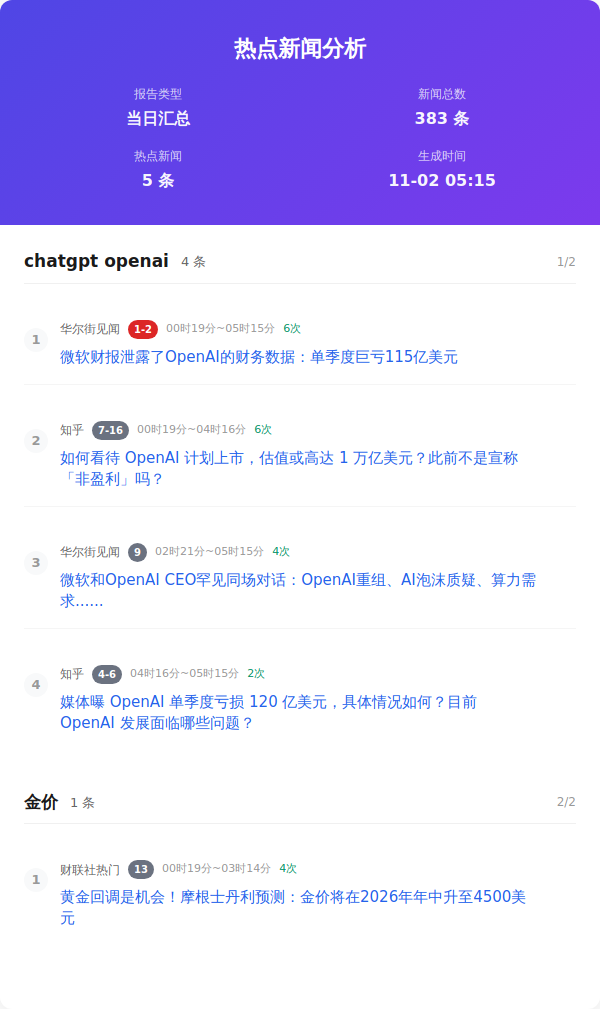 热点新闻分析
报告类型
当日汇总
新闻总数
383 条
热点新闻
5 条
生成时间
11-02 05:15
chatgpt openai 4 条 1/2
1
华尔街见闻 1-2 00时19分~05时15分 6次
微软财报泄露了OpenAI的财务数据：单季度巨亏115亿美元
2
知乎 7-16 00时19分~04时16分 6次
如何看待 OpenAI 计划上市，估值或高达 1 万亿美元？此前不是宣称
「非盈利」吗？
3
华尔街见闻 9 02时21分~05时15分 4次
微软和OpenAI CEO罕见同场对话：OpenAI重组、AI泡沫质疑、算力需
求……
4
知乎 4-6 04时16分~05时15分 2次
媒体曝 OpenAI 单季度亏损 120 亿美元，具体情况如何？目前
OpenAI 发展面临哪些问题？
金价 1 条 2/2
1
财联社热门 13 00时19分~03时14分 4次
黄金回调是机会！摩根士丹利预测：金价将在2026年年中升至4500美
元